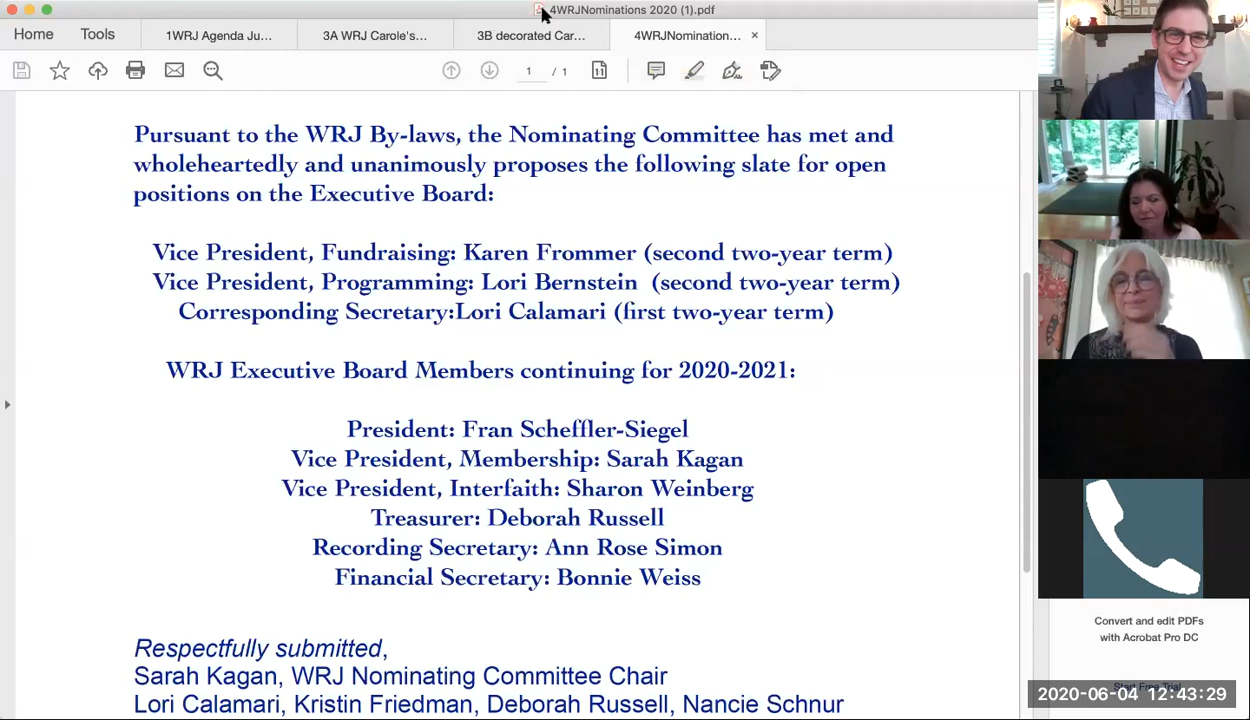 4WRJNominations 2020 (1).pdf
Home Tools 1WRJ Agenda Ju... 3A WRJ Carole's... 3B decorated Car... 4WRJNomination... ×
1 / 1
Pursuant to the WRJ By-laws, the Nominating Committee has met and
wholeheartedly and unanimously proposes the following slate for open
positions on the Executive Board:
Vice President, Fundraising: Karen Frommer (second two-year term)
Vice President, Programming: Lori Bernstein (second two-year term)
Corresponding Secretary:Lori Calamari (first two-year term)
WRJ Executive Board Members continuing for 2020-2021:
President: Fran Scheffler-Siegel
Vice President, Membership: Sarah Kagan
Vice President, Interfaith: Sharon Weinberg
Treasurer: Deborah Russell
Recording Secretary: Ann Rose Simon
Financial Secretary: Bonnie Weiss
Respectfully submitted,
Sarah Kagan, WRJ Nominating Committee Chair
Lori Calamari, Kristin Friedman, Deborah Russell, Nancie Schnur
Convert and edit PDFs
with Acrobat Pro DC
Start Free Trial
2020-06-04 12:43:29